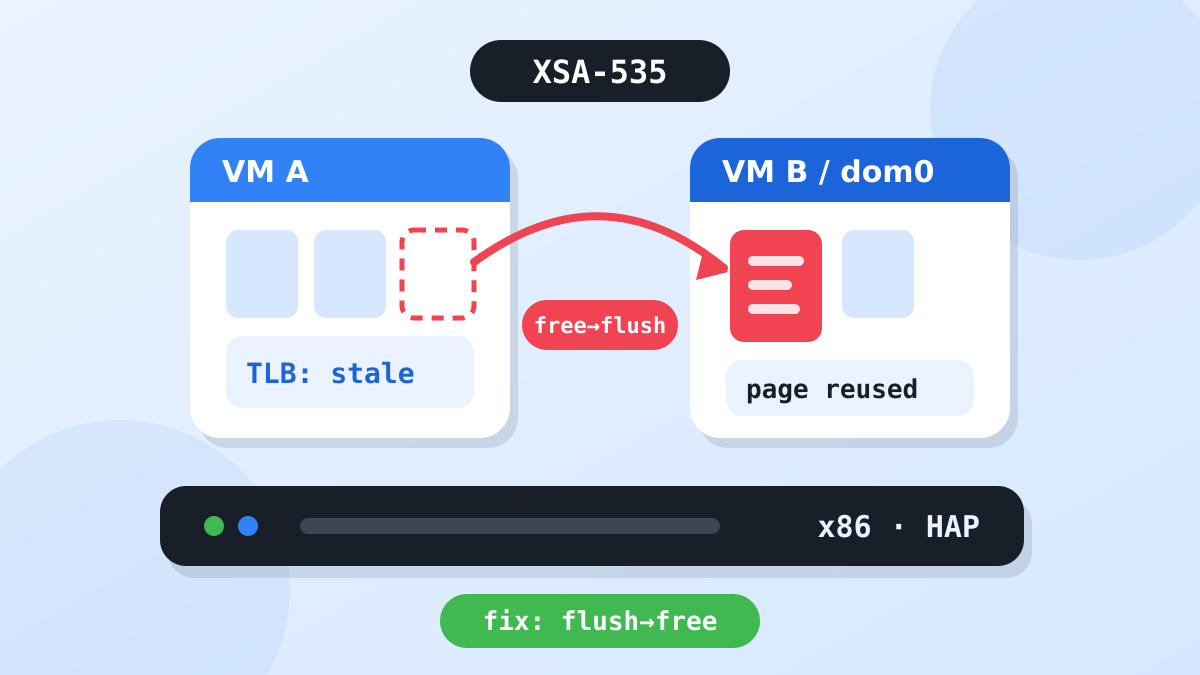 XSA-535
VM A
VM B / dom0
free→flush
TLB: stale
page reused
x86 · HAP
fix: flush→free